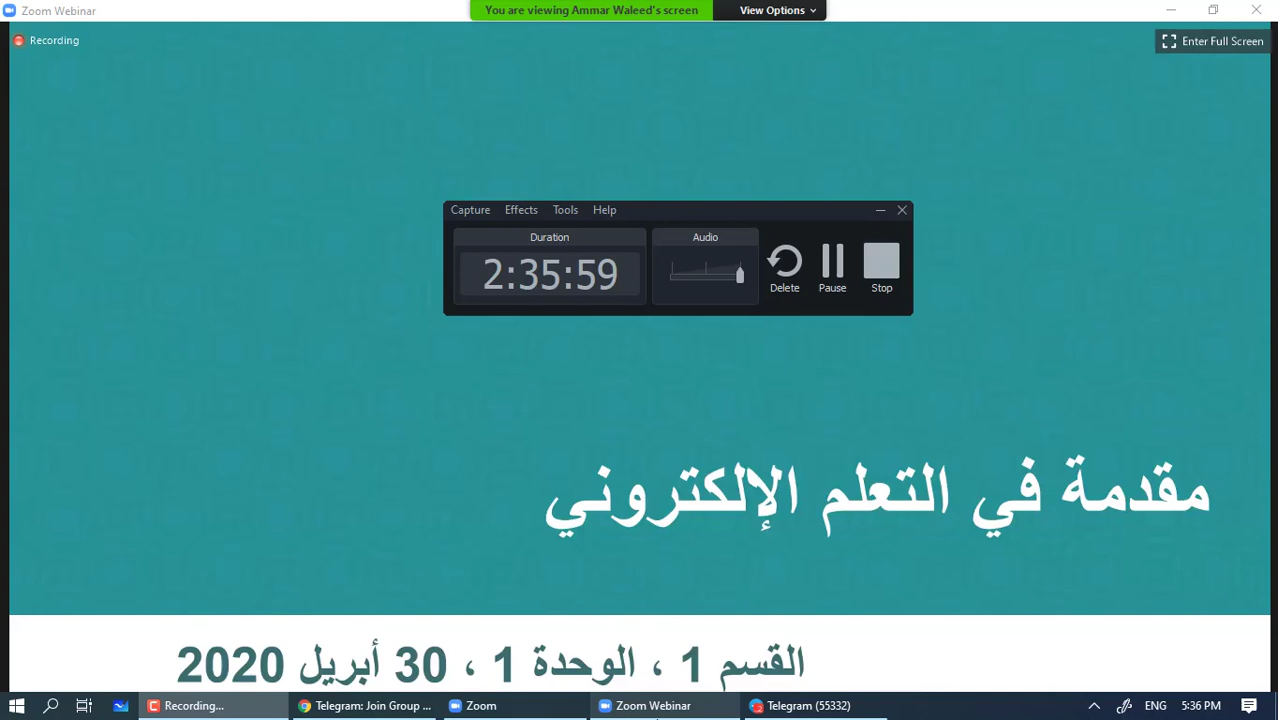 Zoom Webinar
You are viewing Ammar Waleed's screen
View Options
Recording
Enter Full Screen
Capture Effects Tools Help
Duration
Audio
2:35:59
Delete Pause Stop
مقدمة في التعلم الإلكتروني
القسم 1 ، الوحدة 1 ، 30 أبريل 2020
Recording...
Telegram: Join Group ...
Zoom
Zoom Webinar
Telegram (55332)
ENG
5:36 PM